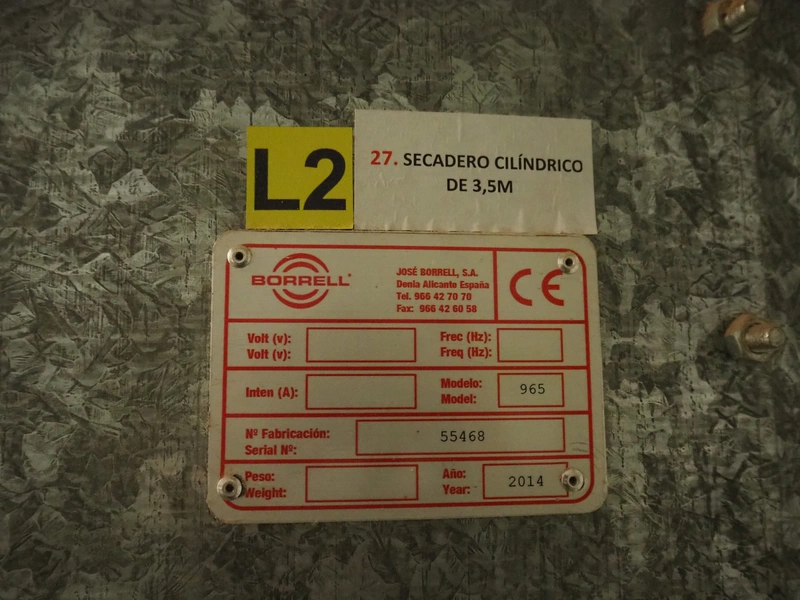 L2
27. SECADERO CILÍNDRICO
DE 3,5M
BORRELL®
JOSÉ BORRELL, S.A.
Denia Alicante España
Tel. 966 42 70 70
Fax: 966 42 60 58
CE
Volt (v):
Volt (v):
Frec (Hz):
Freq (Hz):
Inten (A):
Modelo:
Model:
965
Nº Fabricación:
Serial Nº:
55468
Peso:
Weight:
Año:
Year:
2014